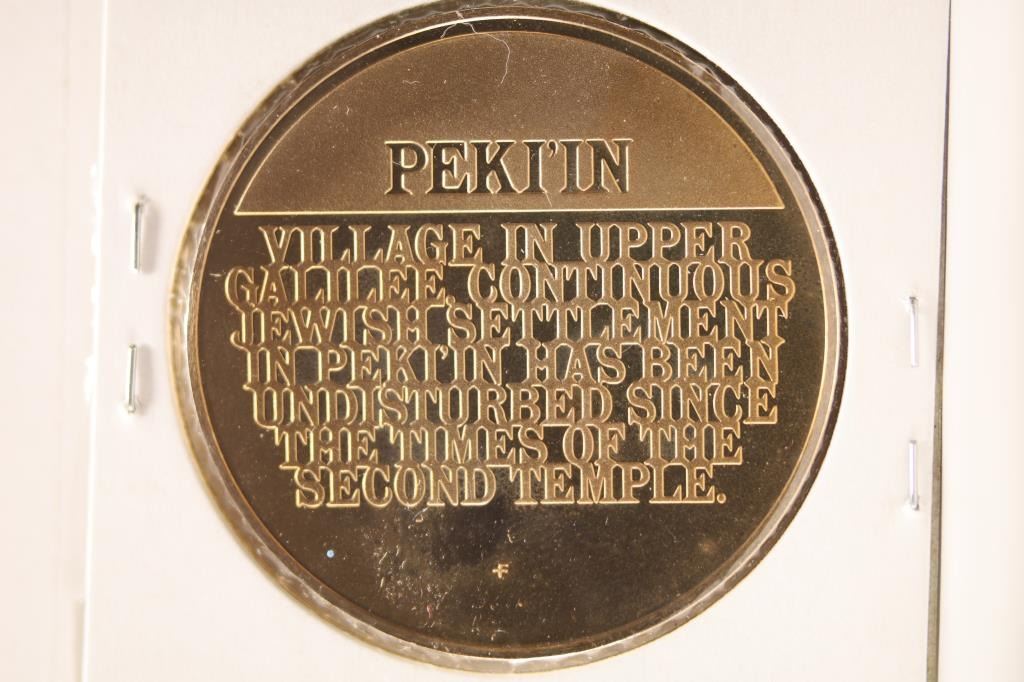 PEKI'IN
VILLAGE IN UPPER
GALILEE. CONTINUOUS
JEWISH SETTLEMENT
IN PEKI'IN HAS BEEN
UNDISTURBED SINCE
THE TIMES OF THE
SECOND TEMPLE.